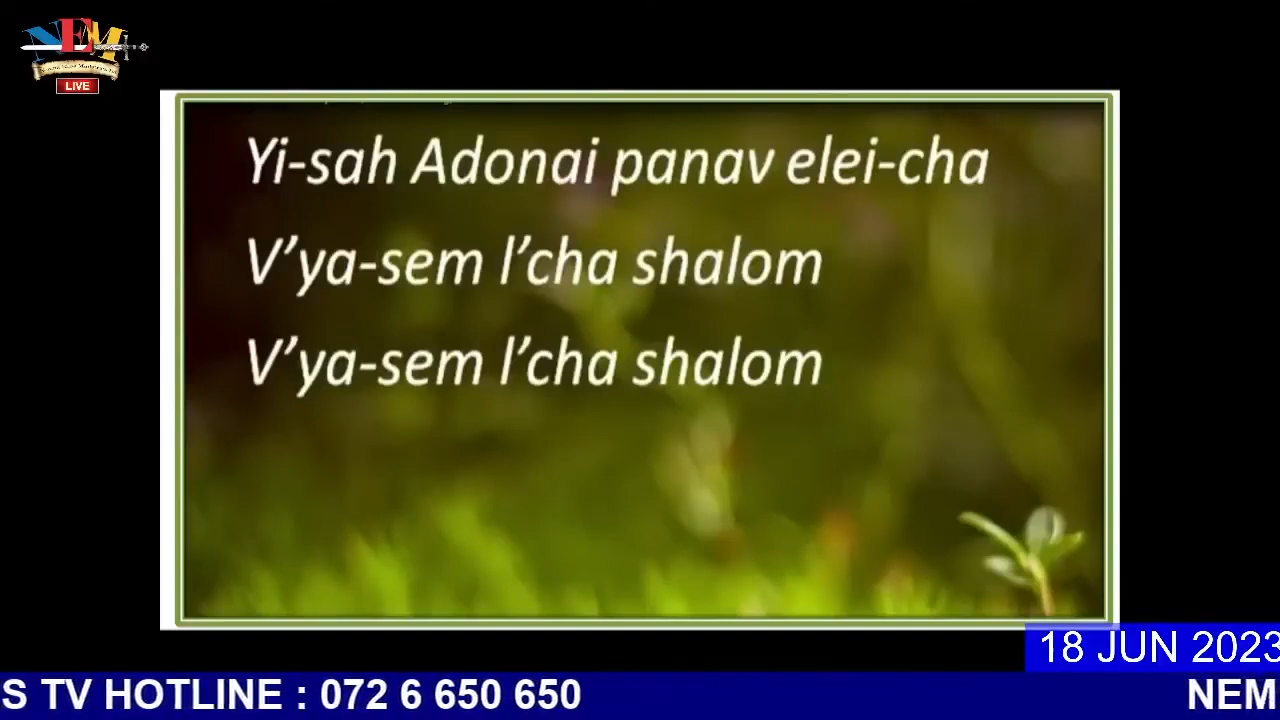 NEM
LIVE
Yi-sah Adonai panav elei-cha
V’ya-sem l’cha shalom
V’ya-sem l’cha shalom
18 JUN 2023
S TV HOTLINE : 072 6 650 650
NEM